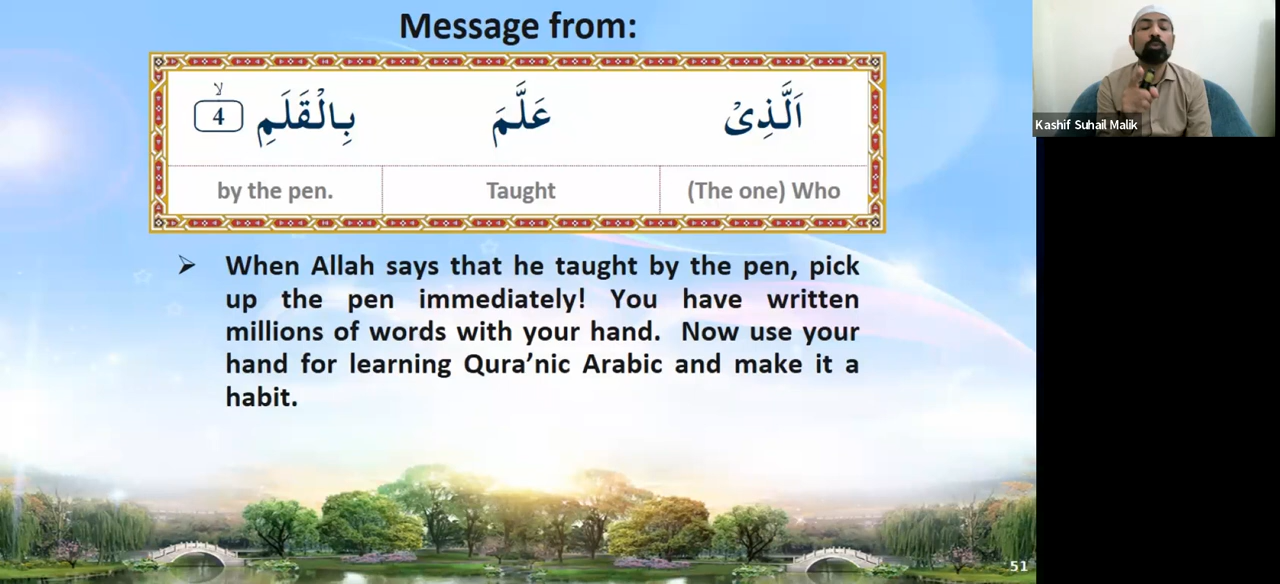 Message from:
اَلَّذِیْ عَلَّمَ بِالْقَلَمِ ۙ 4
(The one) Who Taught by the pen.
➢ When Allah says that he taught by the pen, pick
up the pen immediately! You have written
millions of words with your hand. Now use your
hand for learning Qura’nic Arabic and make it a
habit.
51
Kashif Suhail Malik